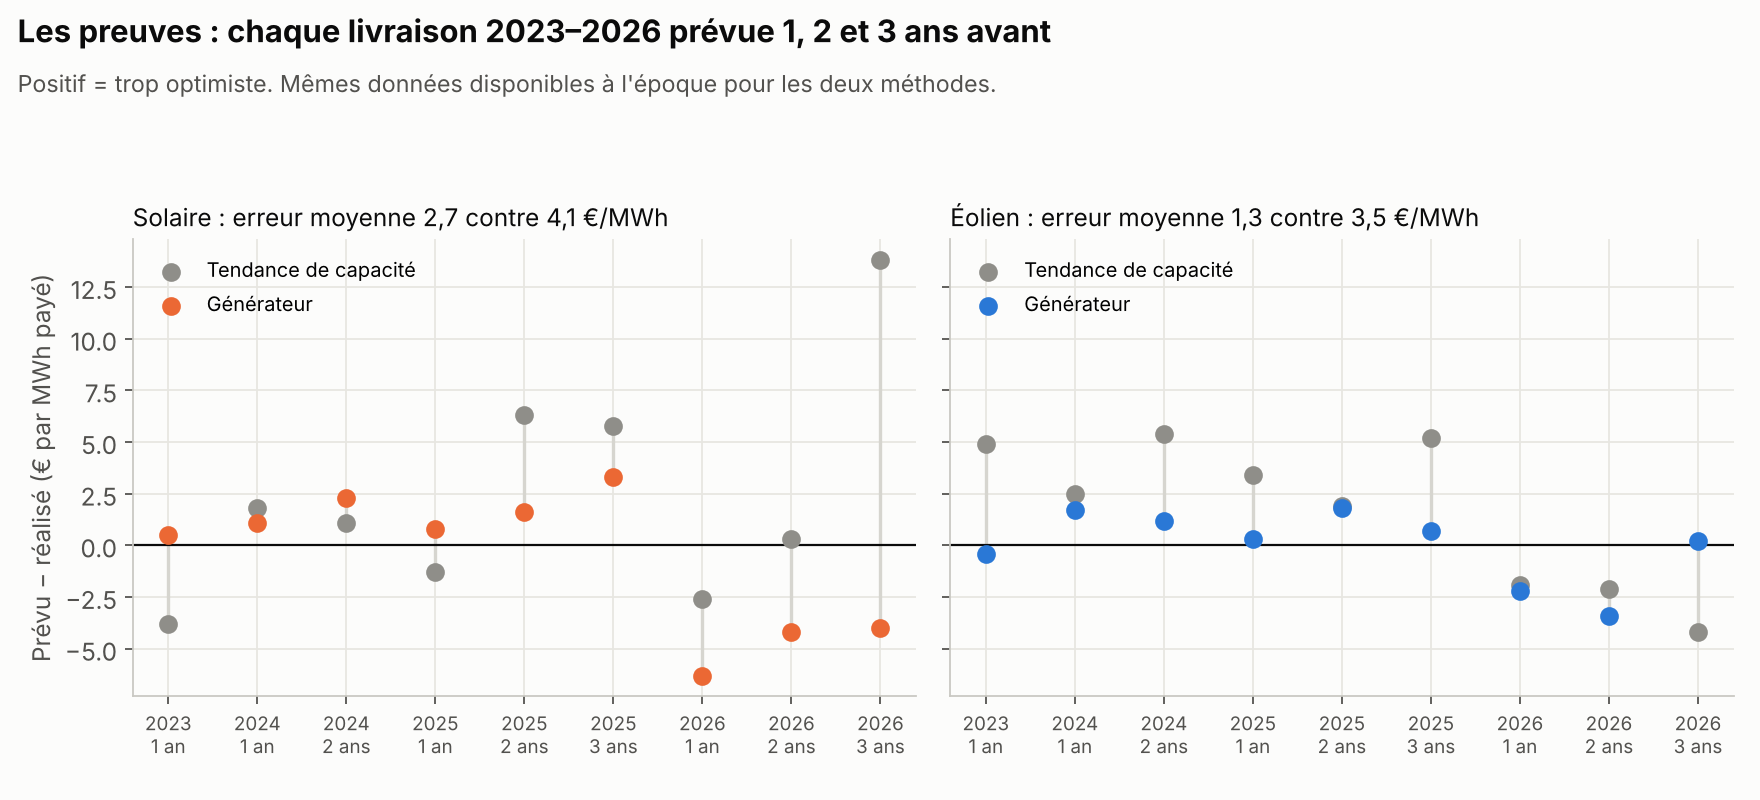 Les preuves : chaque livraison 2023–2026 prévue 1, 2 et 3 ans avant
Positif = trop optimiste. Mêmes données disponibles à l'époque pour les deux méthodes.
Solaire : erreur moyenne 2,7 contre 4,1 €/MWh
Tendance de capacité
Générateur
Prévu − réalisé (€ par MWh payé)
12.5
10.0
7.5
5.0
2.5
0.0
−2.5
−5.0
2023 2024 2024 2025 2025 2025 2026 2026 2026
1 an 1 an 2 ans 1 an 2 ans 3 ans 1 an 2 ans 3 ans
Éolien : erreur moyenne 1,3 contre 3,5 €/MWh
Tendance de capacité
Générateur
2023 2024 2024 2025 2025 2025 2026 2026 2026
1 an 1 an 2 ans 1 an 2 ans 3 ans 1 an 2 ans 3 ans